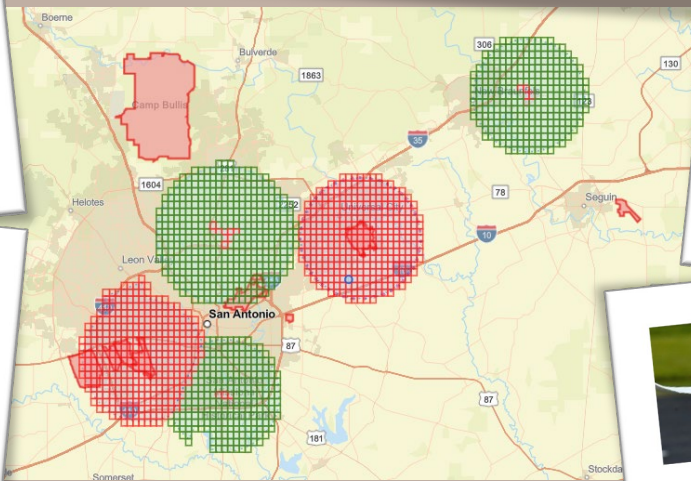 Boerne
306
Bulverde
130
1863
Camp Bullis
35
1604
78
Helotes
Seguin
10
Leon Valley
San Antonio
87
87
181
Somerset
Stockda